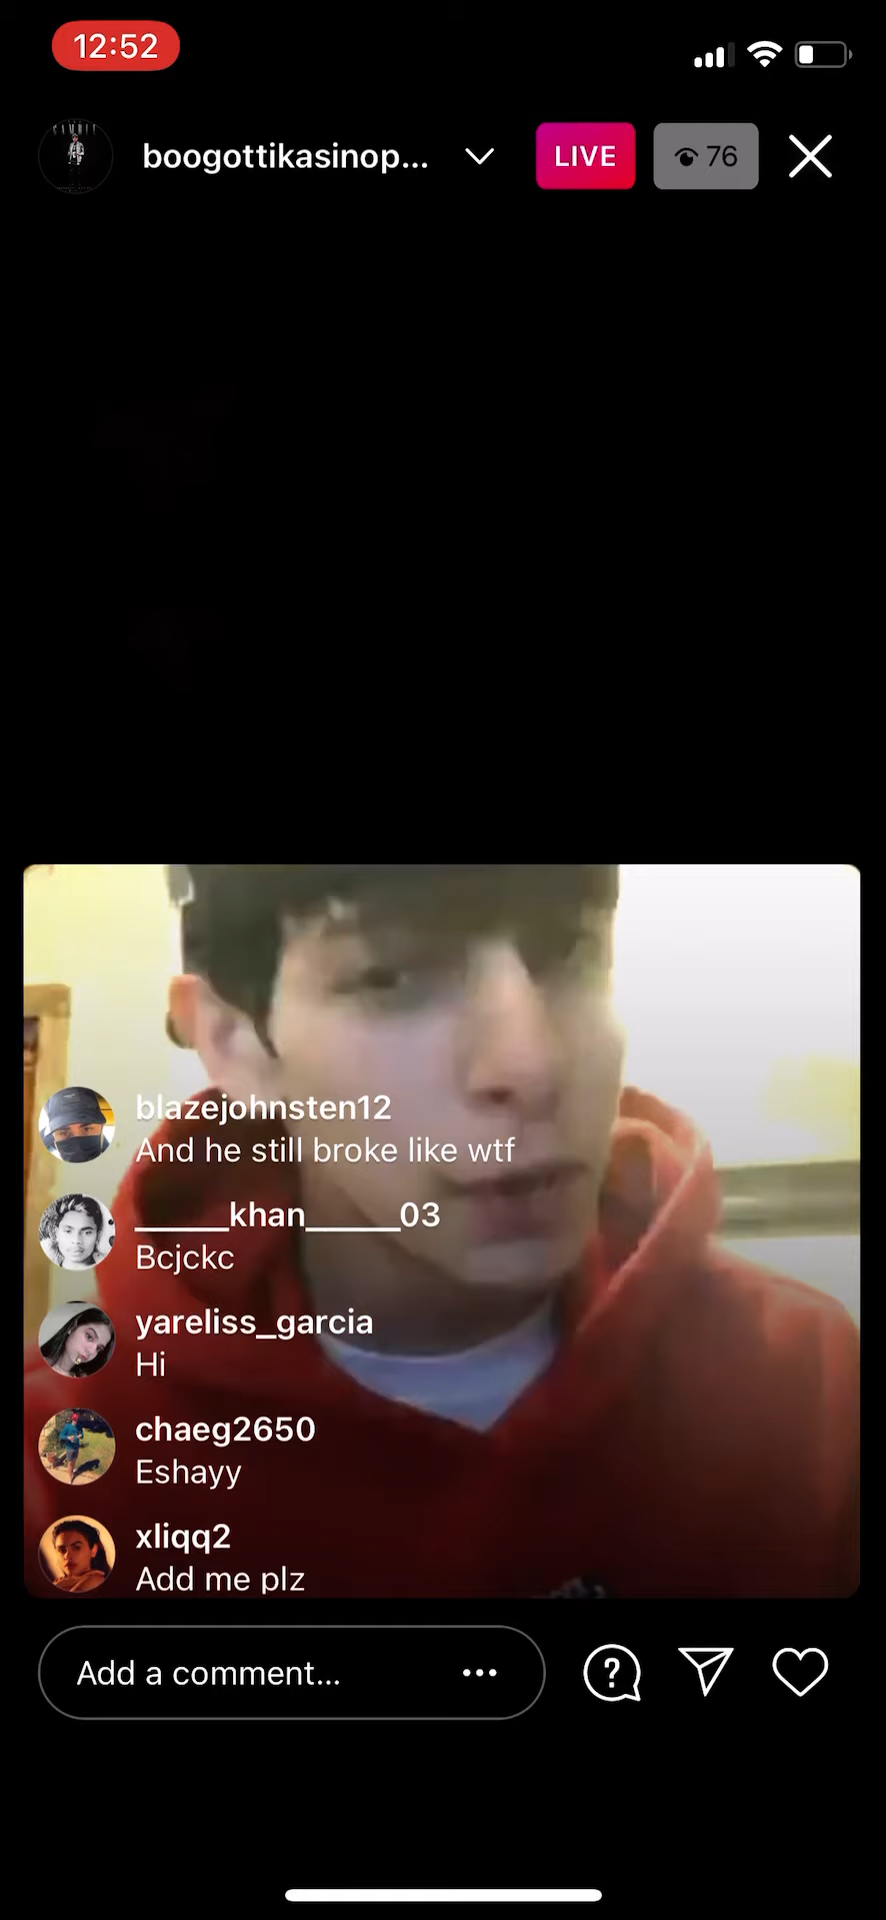 12:52
boogottikasinop...
LIVE
76
blazejohnsten12
And he still broke like wtf
_____khan_____03
Bcjckc
yareliss_garcia
Hi
chaeg2650
Eshayy
xliqq2
Add me plz
Add a comment...